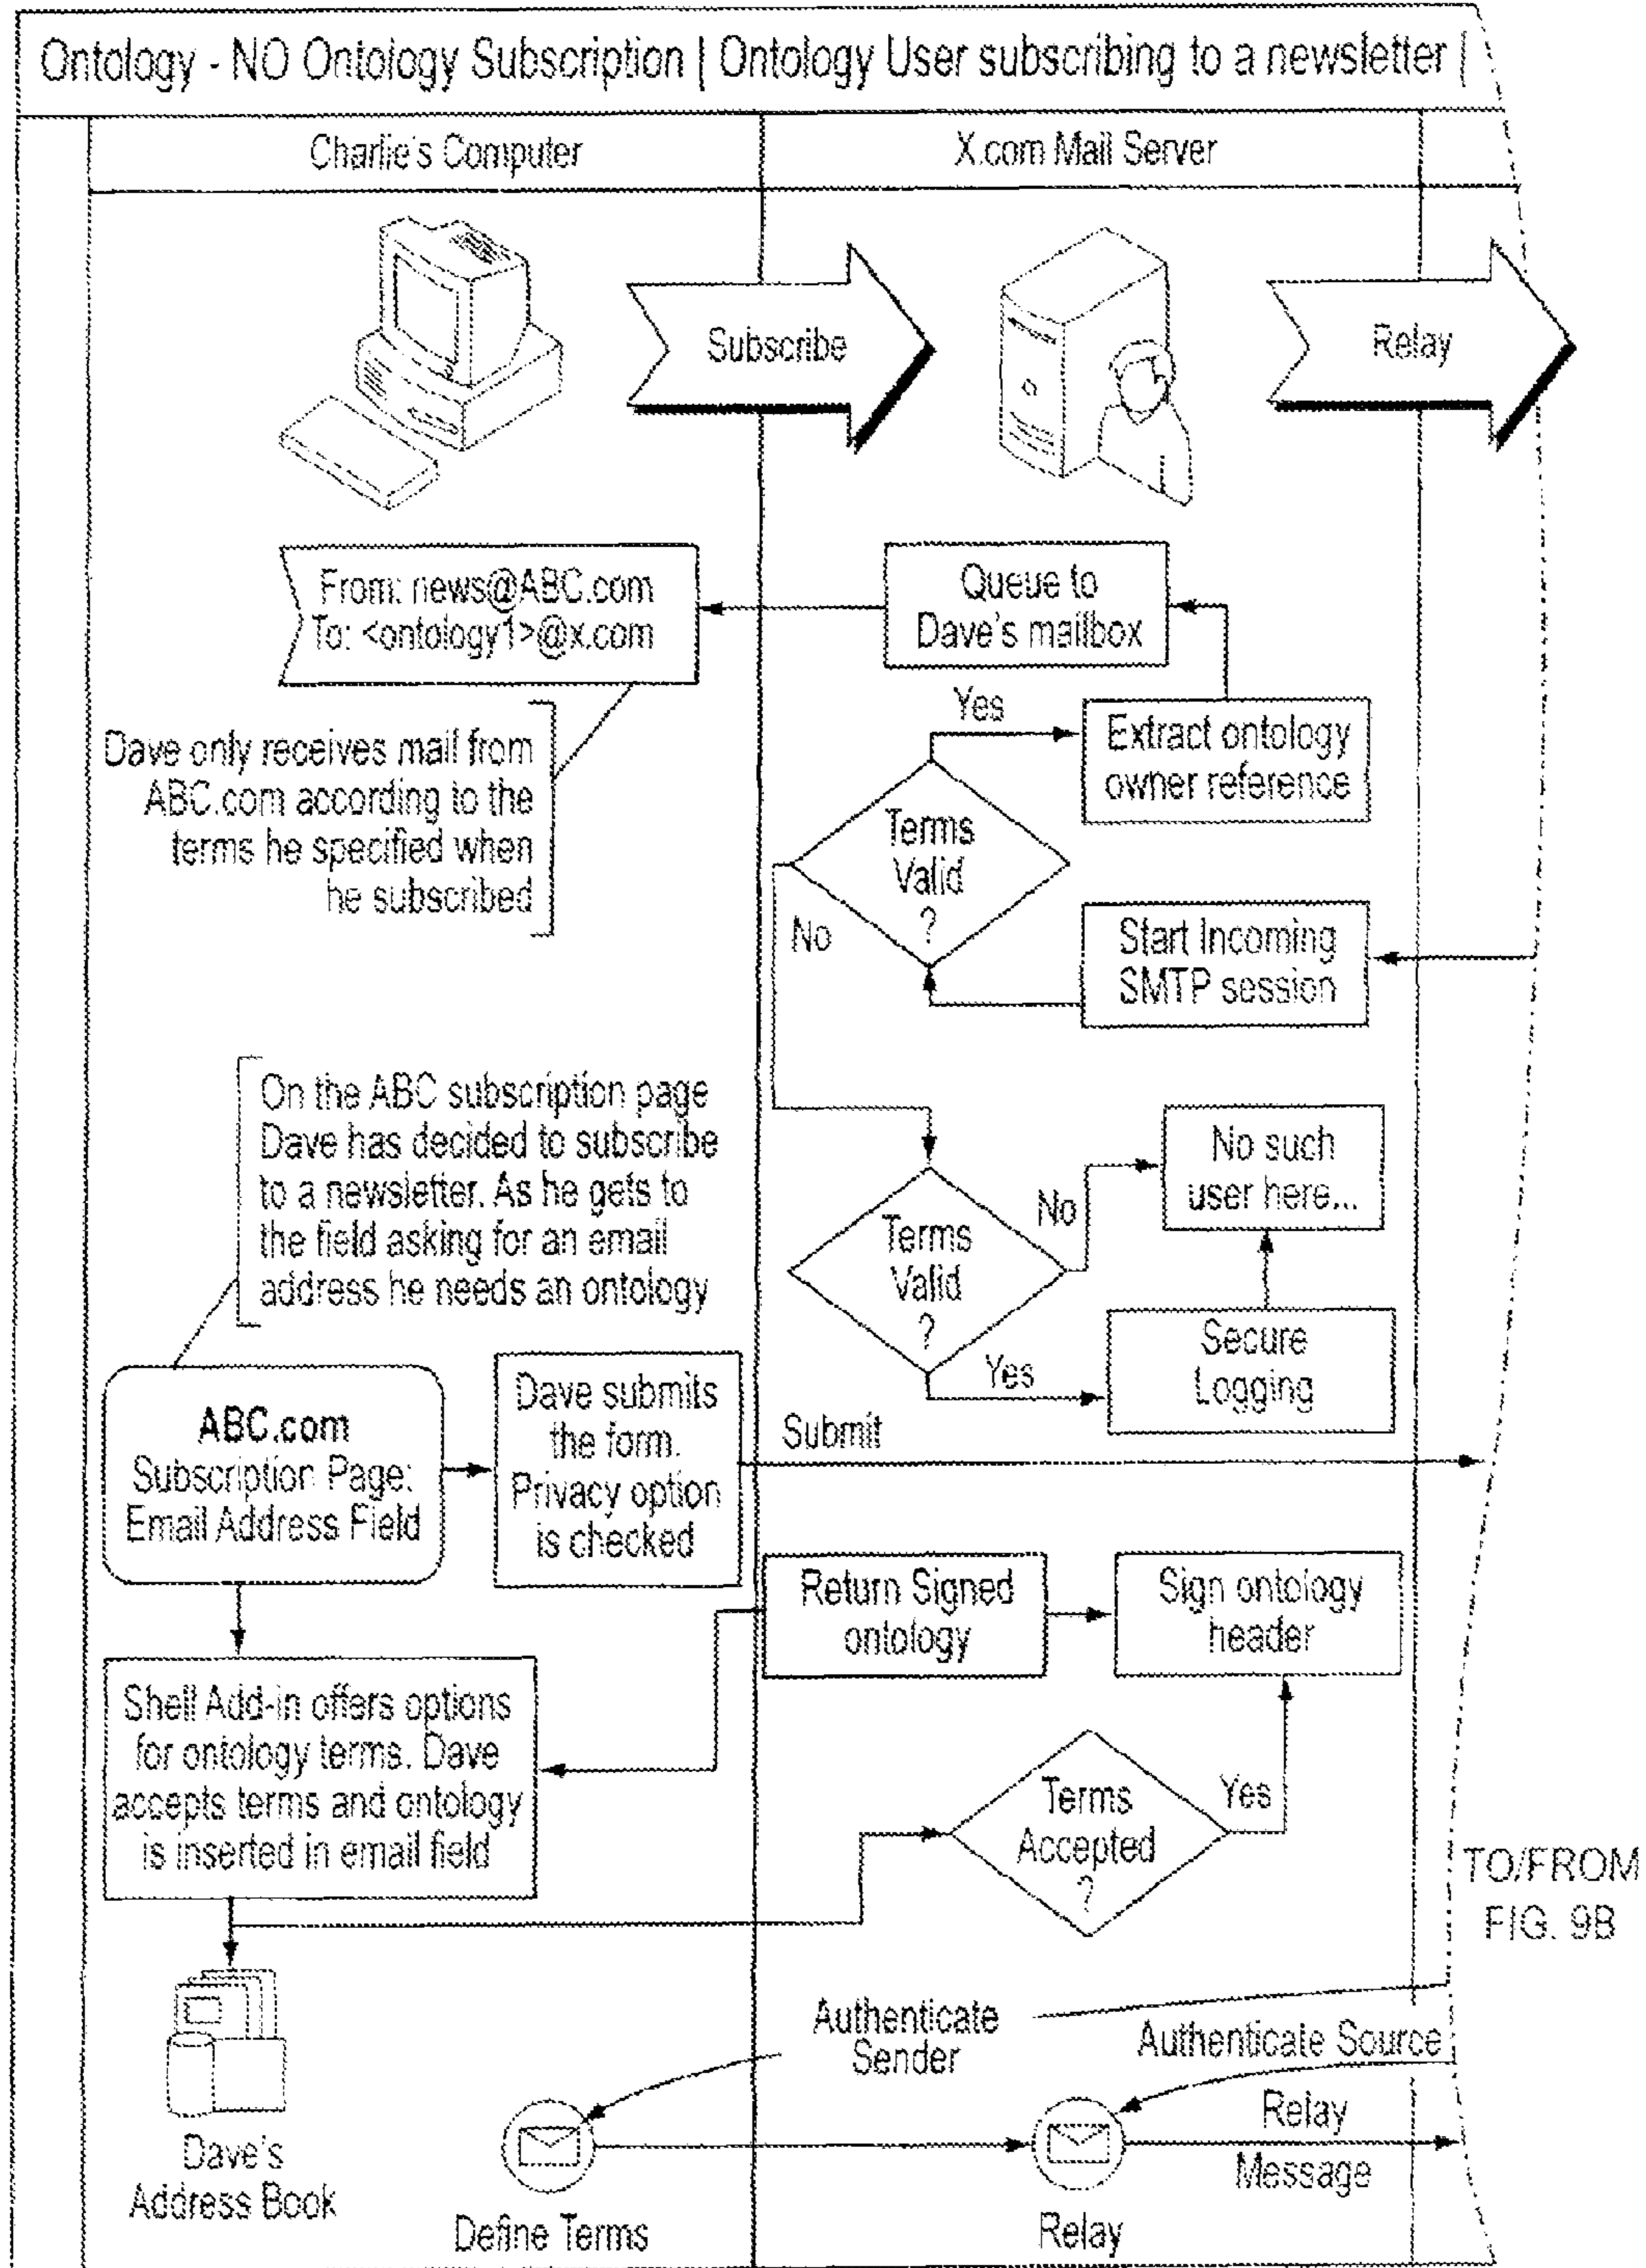 Ontology - NO Ontology Subscription | Ontology User subscribing to a newsletter |
Charlie's Computer
X.com Mail Server
Subscribe
Relay
From: news@ABC.com
To: <ontology1>@x.com
Queue to
Dave's mailbox
Yes
Extract ontology
owner reference
Dave only receives mail from
ABC.com according to the
terms he specified when
he subscribed
Terms
Valid
?
No
Start Incoming
SMTP session
On the ABC subscription page
Dave has decided to subscribe
to a newsletter. As he gets to
the field asking for an email
address he needs an ontology
No such
user here...
No
Terms
Valid
?
Yes
Secure
Logging
ABC.com
Subscription Page:
Email Address Field
Dave submits
the form.
Privacy option
is checked
Submit
Return Signed
ontology
Sign ontology
header
Shell Add-in offers options
for ontology terms. Dave
accepts terms and ontology
is inserted in email field
Terms
Accepted
?
Yes
TO/FROM
FIG. 9B
Authenticate
Sender
Authenticate Source
Relay
Message
Dave's
Address Book
Define Terms
Relay